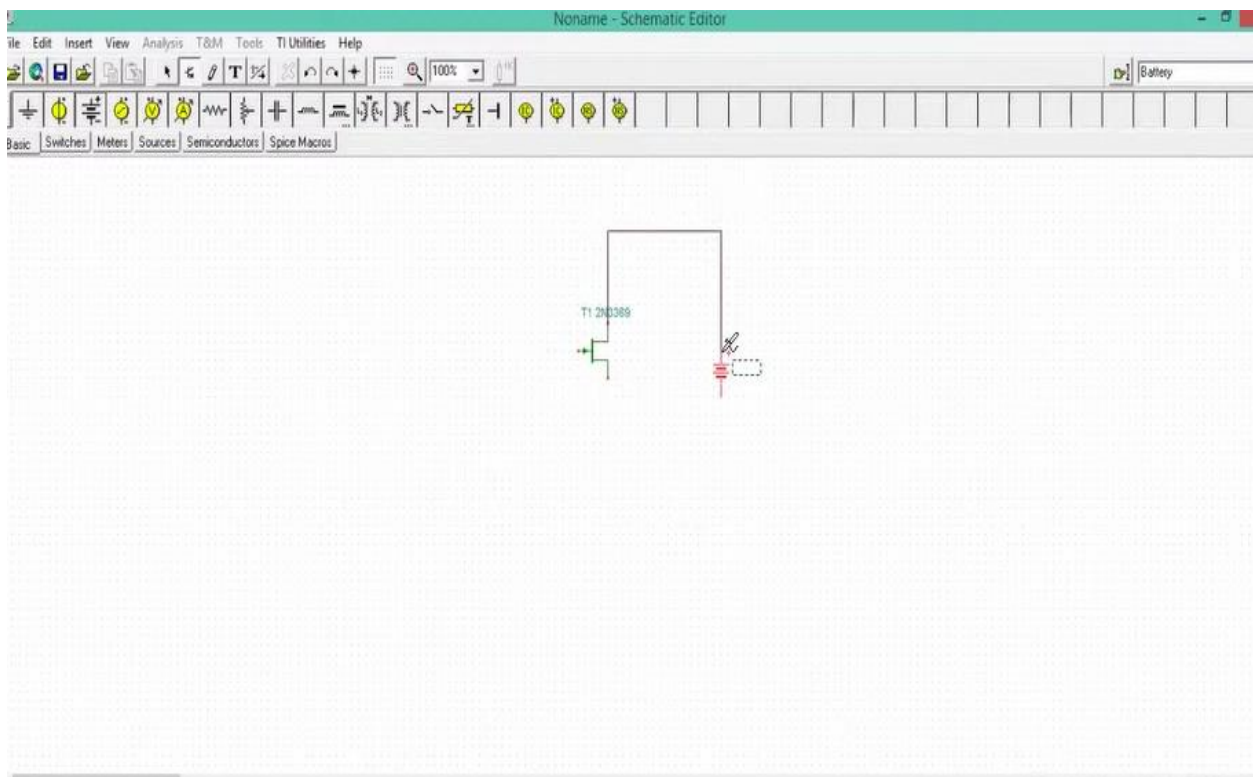 Noname - Schematic Editor
ile Edit Insert View Analysis T&M Tools TI Utilities Help
T 100% Battery
Basic Switches Meters Sources Semiconductors Spice Macros
T1 2N3369